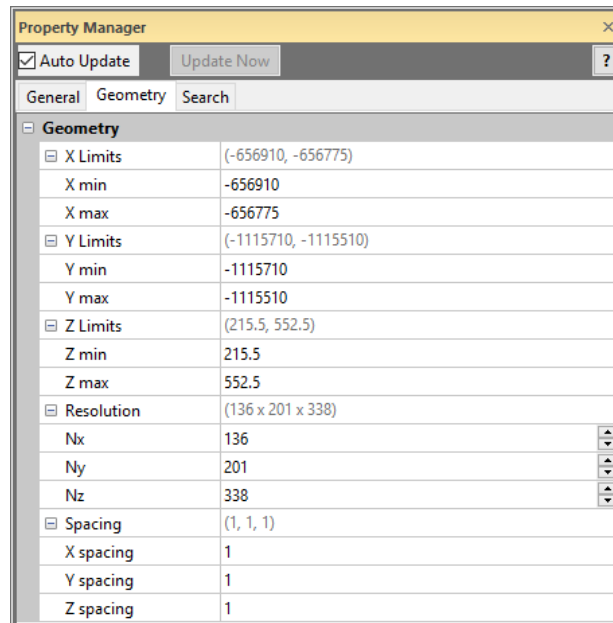 Property Manager
Auto Update Update Now ?
General Geometry Search
Geometry
X Limits (-656910, -656775)
X min -656910
X max -656775
Y Limits (-1115710, -1115510)
Y min -1115710
Y max -1115510
Z Limits (215.5, 552.5)
Z min 215.5
Z max 552.5
Resolution (136 x 201 x 338)
Nx 136
Ny 201
Nz 338
Spacing (1, 1, 1)
X spacing 1
Y spacing 1
Z spacing 1